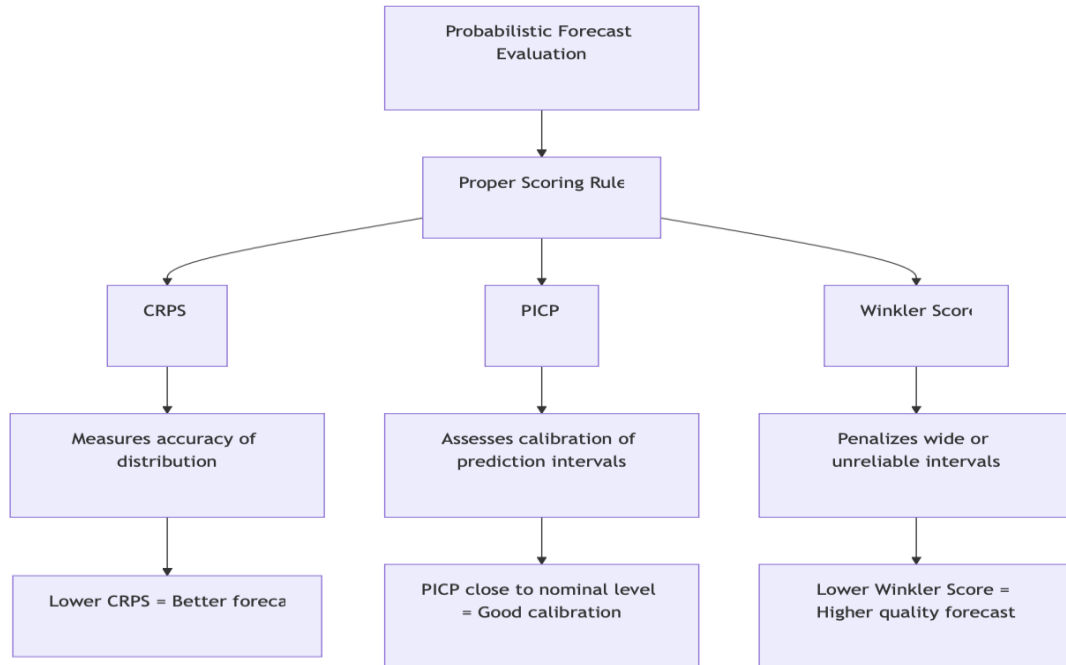 Probabilistic Forecast
Evaluation
Proper Scoring Rule
CRPS
PICP
Winkler Score
Measures accuracy of
distribution
Assesses calibration of
prediction intervals
Penalizes wide or
unreliable intervals
Lower CRPS = Better foreca
PICP close to nominal level
= Good calibration
Lower Winkler Score =
Higher quality forecast